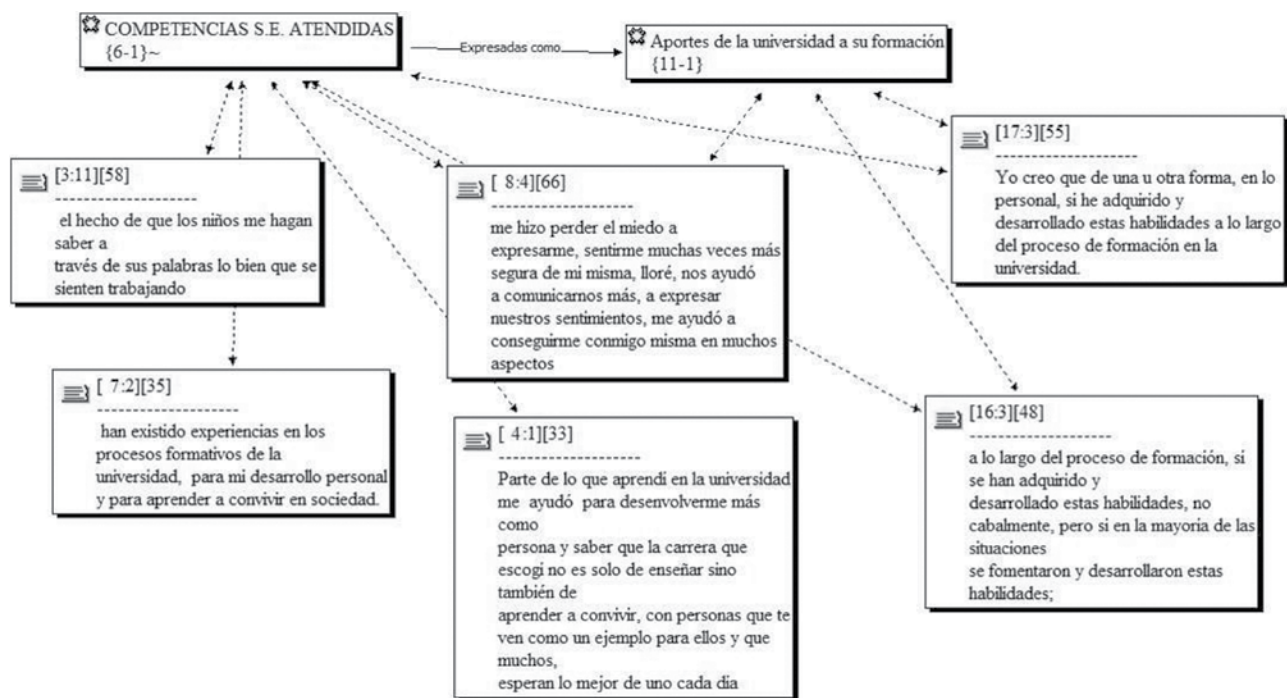 COMPETENCIAS S.E. ATENDIDAS
{6-1}~
Expresadas como
Aportes de la universidad a su formación
{11-1}
[3:11][58]
--------------------
el hecho de que los niños me hagan
saber a
través de sus palabras lo bien que se
sienten trabajando
[ 8:4][66]
--------------------
me hizo perder el miedo a
expresarme, sentirme muchas veces más
segura de mi misma, lloré, nos ayudó
a comunicarnos más, a expresar
nuestros sentimientos, me ayudó a
conseguirme conmigo misma en muchos
aspectos
[17:3][55]
--------------------
Yo creo que de una u otra forma, en lo
personal, si he adquirido y
desarrollado estas habilidades a lo largo
del proceso de formación en la
universidad.
[ 7:2][35]
--------------------
han existido experiencias en los
procesos formativos de la
universidad, para mi desarrollo personal
y para aprender a convivir en sociedad.
[ 4:1][33]
--------------------
Parte de lo que aprendi en la universidad
me ayudó para desenvolverme más
como
persona y saber que la carrera que
escogi no es solo de enseñar sino
también de
aprender a convivir, con personas que te
ven como un ejemplo para ellos y que
muchos,
esperan lo mejor de uno cada dia
[16:3][48]
--------------------
a lo largo del proceso de formación, si
se han adquirido y
desarrollado estas habilidades, no
cabalmente, pero si en la mayoria de las
situaciones
se fomentaron y desarrollaron estas
habilidades;